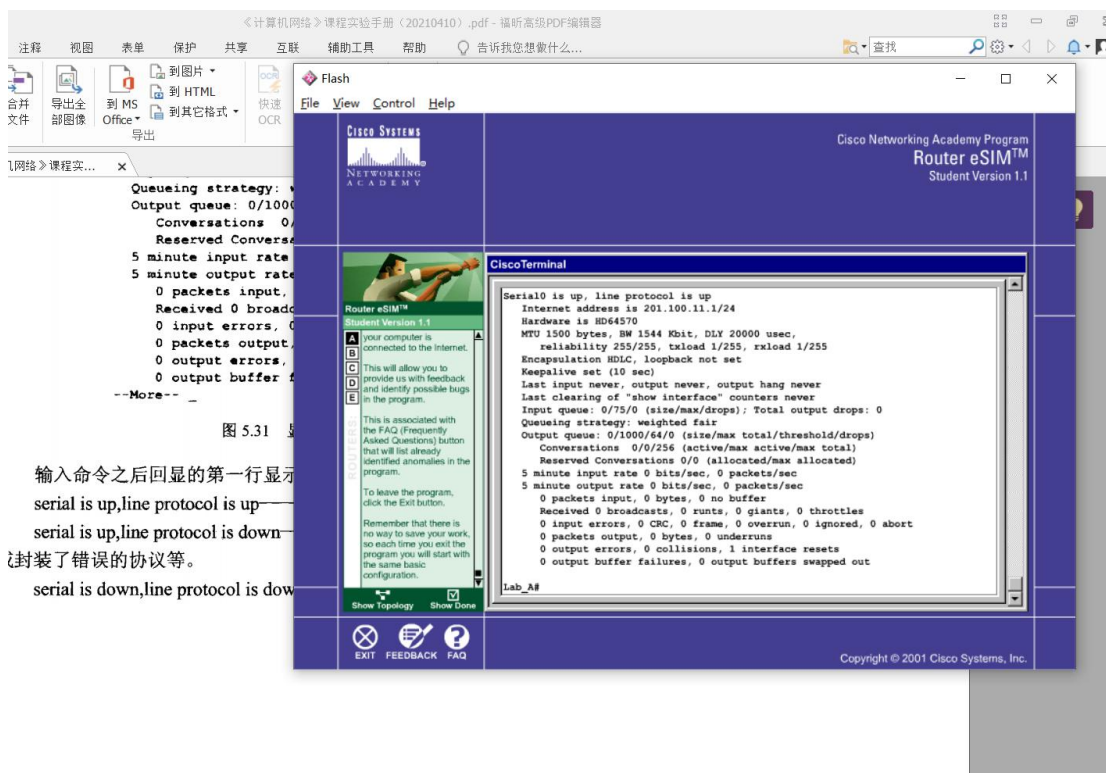 《计算机网络》课程实验手册（20210410）.pdf - 福昕高级PDF编辑器
注释 视图 表单 保护 共享 互联 辅助工具 帮助 告诉我您想做什么... 查找
合并文件
导出全部图像
到 MS Office
到图片
到 HTML
到其它格式
导出
快速 OCR
机网络》课程实... ×
Queueing strategy:
Output queue: 0/1000
Conversations 0/
Reserved Conversa
5 minute input rate
5 minute output rate
0 packets input,
Received 0 broadc
0 input errors, 0
0 packets output,
0 output errors,
0 output buffer f
--More-- _
图 5.31
输入命令之后回显的第一行显示
serial is up,line protocol is up—
serial is up,line protocol is down—
或封装了错误的协议等。
serial is down,line protocol is dow
Flash
File View Control Help
CISCO SYSTEMS
NETWORKING
ACADEMY
Cisco Networking Academy Program
Router eSIM™
Student Version 1.1
Router eSIM™
Student Version 1.1
A
B
C
D
E
ROUTERS
your computer is
connected to the Internet.
This will allow you to
provide us with feedback
and identify possible bugs
in the program.
This is associated with
the FAQ (Frequently
Asked Questions) button
that will list already
identified anomalies in the
program.
To leave the program,
click the Exit button.
Remember that there is
no way to save your work,
so each time you exit the
program you will start with
the same basic
configuration.
Show Topology Show Done
CiscoTerminal
Serial0 is up, line protocol is up
Internet address is 201.100.11.1/24
Hardware is HD64570
MTU 1500 bytes, BW 1544 Kbit, DLY 20000 usec,
reliability 255/255, txload 1/255, rxload 1/255
Encapsulation HDLC, loopback not set
Keepalive set (10 sec)
Last input never, output never, output hang never
Last clearing of "show interface" counters never
Input queue: 0/75/0 (size/max/drops); Total output drops: 0
Queueing strategy: weighted fair
Output queue: 0/1000/64/0 (size/max total/threshold/drops)
Conversations 0/0/256 (active/max active/max total)
Reserved Conversations 0/0 (allocated/max allocated)
5 minute input rate 0 bits/sec, 0 packets/sec
5 minute output rate 0 bits/sec, 0 packets/sec
0 packets input, 0 bytes, 0 no buffer
Received 0 broadcasts, 0 runts, 0 giants, 0 throttles
0 input errors, 0 CRC, 0 frame, 0 overrun, 0 ignored, 0 abort
0 packets output, 0 bytes, 0 underruns
0 output errors, 0 collisions, 1 interface resets
0 output buffer failures, 0 output buffers swapped out
Lab_A#
EXIT FEEDBACK FAQ
Copyright © 2001 Cisco Systems, Inc.